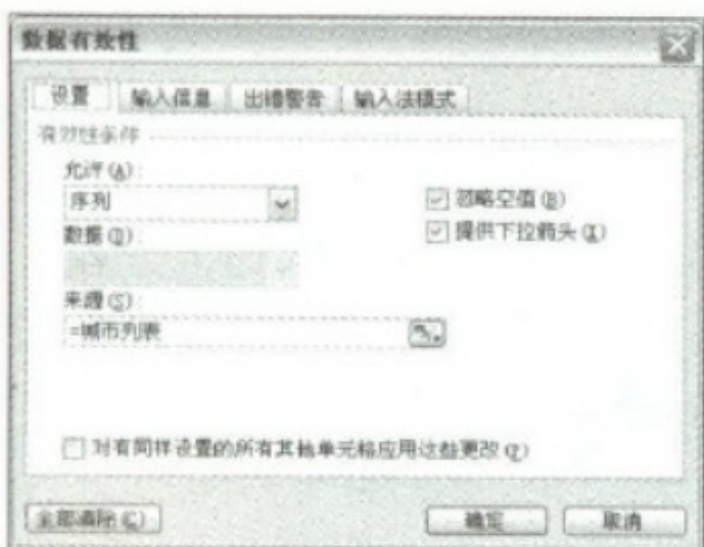 数据有效性
设置 输入信息 出错警告 输入法模式
有效性条件
允许(A):
序列
忽略空值(B)
数据(D):
提供下拉箭头(I)
来源(S):
=城市列表
对有同样设置的所有其他单元格应用这些更改(P)
全部清除(C) 确定 取消